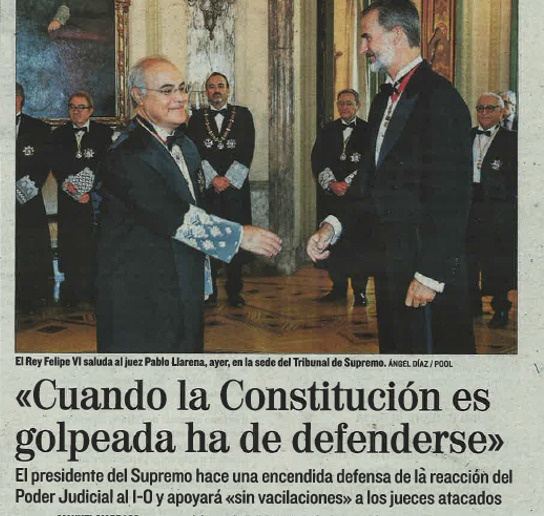 El Rey Felipe VI saluda al juez Pablo Llarena, ayer, en la sede del Tribunal de Supremo. ÁNGEL DÍAZ / POOL
«Cuando la Constitución es
golpeada ha de defenderse»
El presidente del Supremo hace una encendida defensa de la reacción del
Poder Judicial al 1-O y apoyará «sin vacilaciones» a los jueces atacados